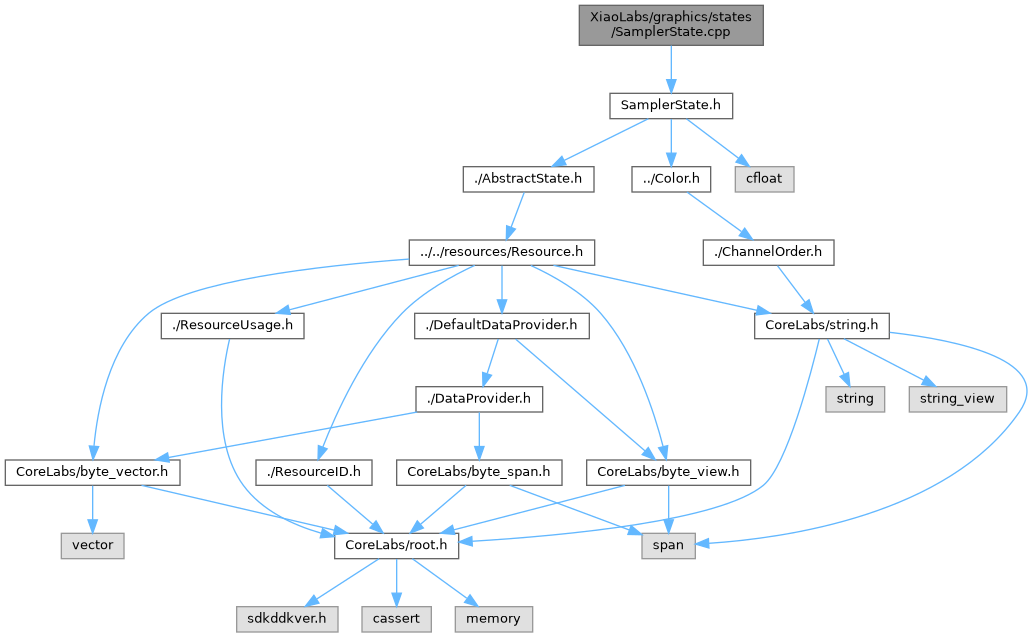 XiaoLabs/graphics/states
/SamplerState.cpp
SamplerState.h
./AbstractState.h
../Color.h
cfloat
../../resources/Resource.h
./ChannelOrder.h
./ResourceUsage.h
./DefaultDataProvider.h
CoreLabs/string.h
./DataProvider.h
string
string_view
CoreLabs/byte_vector.h
./ResourceID.h
CoreLabs/byte_span.h
CoreLabs/byte_view.h
vector
CoreLabs/root.h
span
sdkddkver.h
cassert
memory